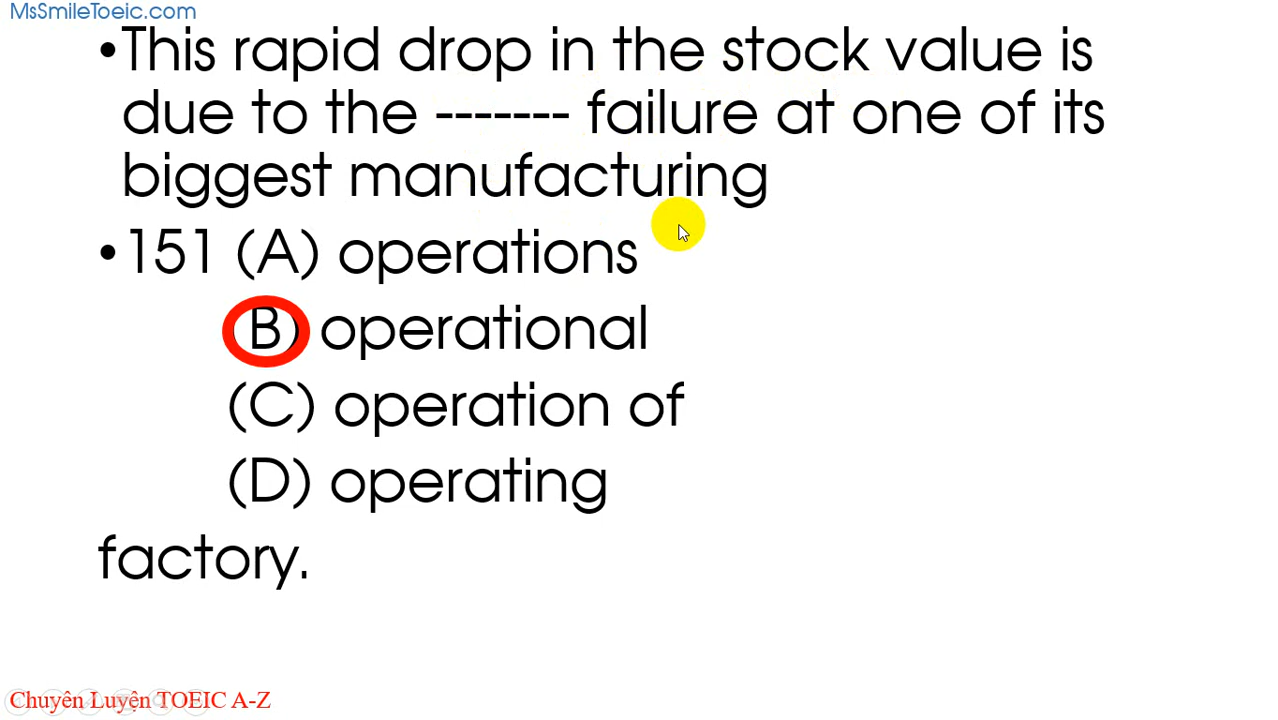 MsSmileToeic.com
•This rapid drop in the stock value is
due to the ------- failure at one of its
biggest manufacturing
•151 (A) operations
(B) operational
(C) operation of
(D) operating
factory.
Chuyên Luyện TOEIC A-Z